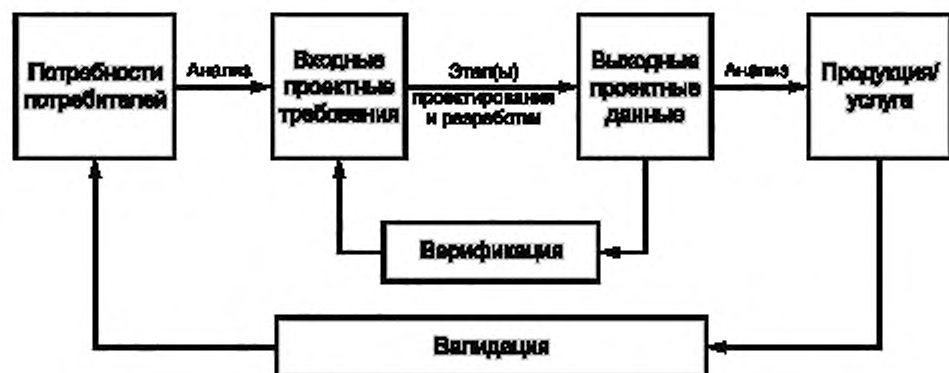 Потребности
потребителей
Анализ
Входные
проектные
требования
Этап(ы)
проектирования
и разработки
Выходные
проектные
данные
Анализ
Продукция/
услуга
Верификация
Валидация